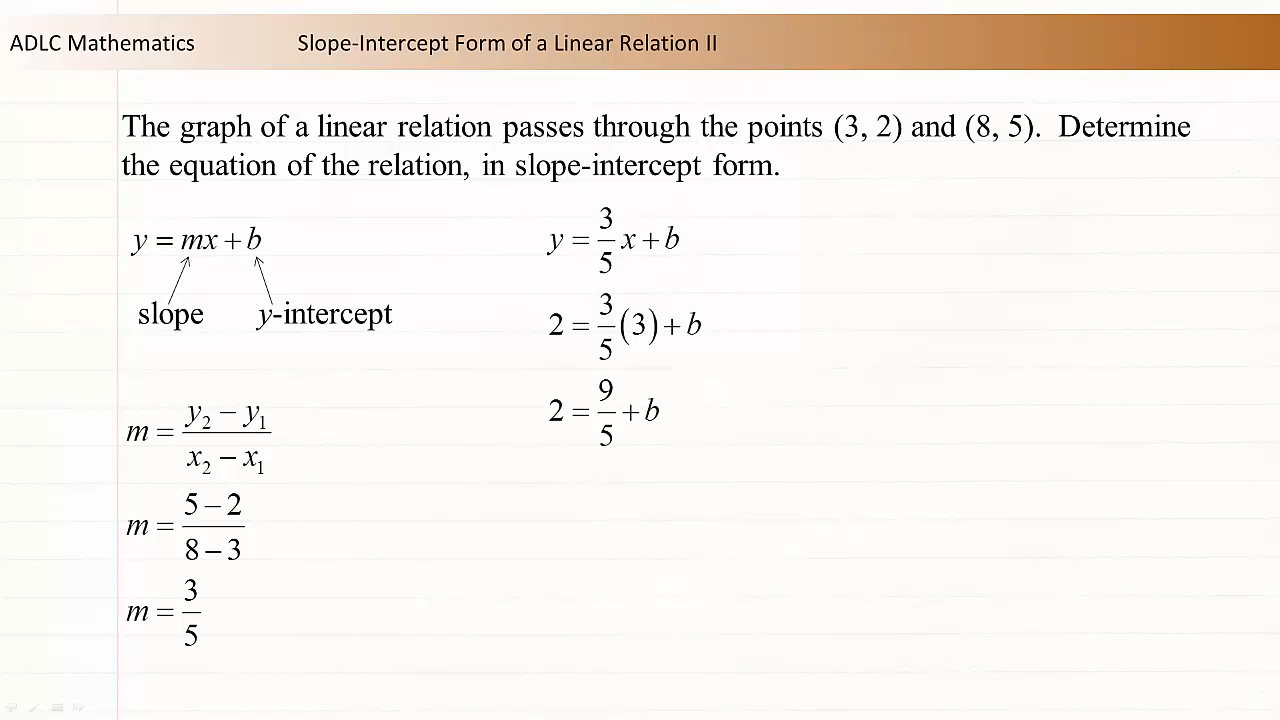 ADLC Mathematics
Slope-Intercept Form of a Linear Relation II
The graph of a linear relation passes through the points (3, 2) and (8, 5). Determine
the equation of the relation, in slope-intercept form.
y = mx + b
slope
y-intercept
m = (y₂ − y₁)/(x₂ − x₁)
m = (5 − 2)/(8 − 3)
m = 3/5
y = 3/5 x + b
2 = 3/5 (3) + b
2 = 9/5 + b